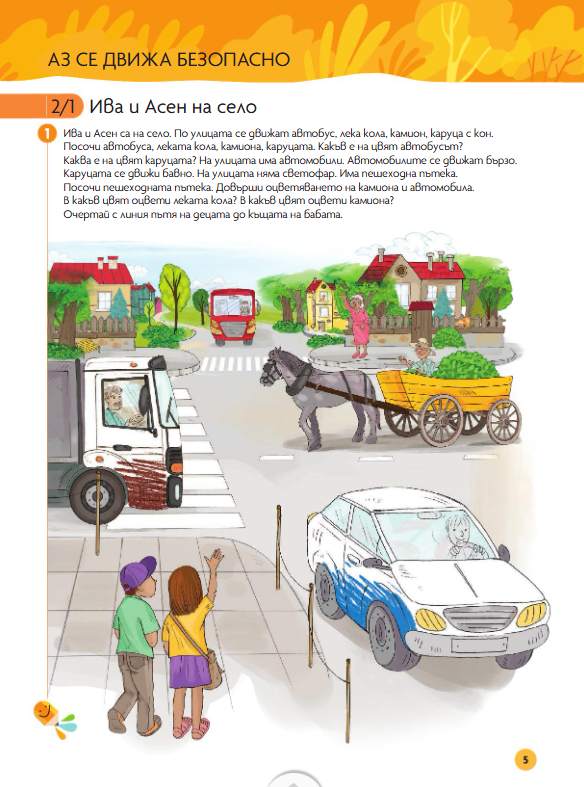 АЗ СЕ ДВИЖА БЕЗОПАСНО
2/1 Ива и Асен на село
1 Ива и Асен са на село. По улицата се движат автобус, лека кола, камион, каруца с кон.
Посочи автобуса, леката кола, камиона, каруцата. Какъв е на цвят автобусът?
Каква е на цвят каруцата? На улицата има автомобили. Автомобилите се движат бързо.
Каруцата се движи бавно. На улицата няма светофар. Има пешеходна пътека.
Посочи пешеходната пътека. Довърши оцветяването на камиона и автомобила.
В какъв цвят оцвети леката кола? В какъв цвят оцвети камиона?
Очертай с линия пътя на децата до къщата на бабата.
5